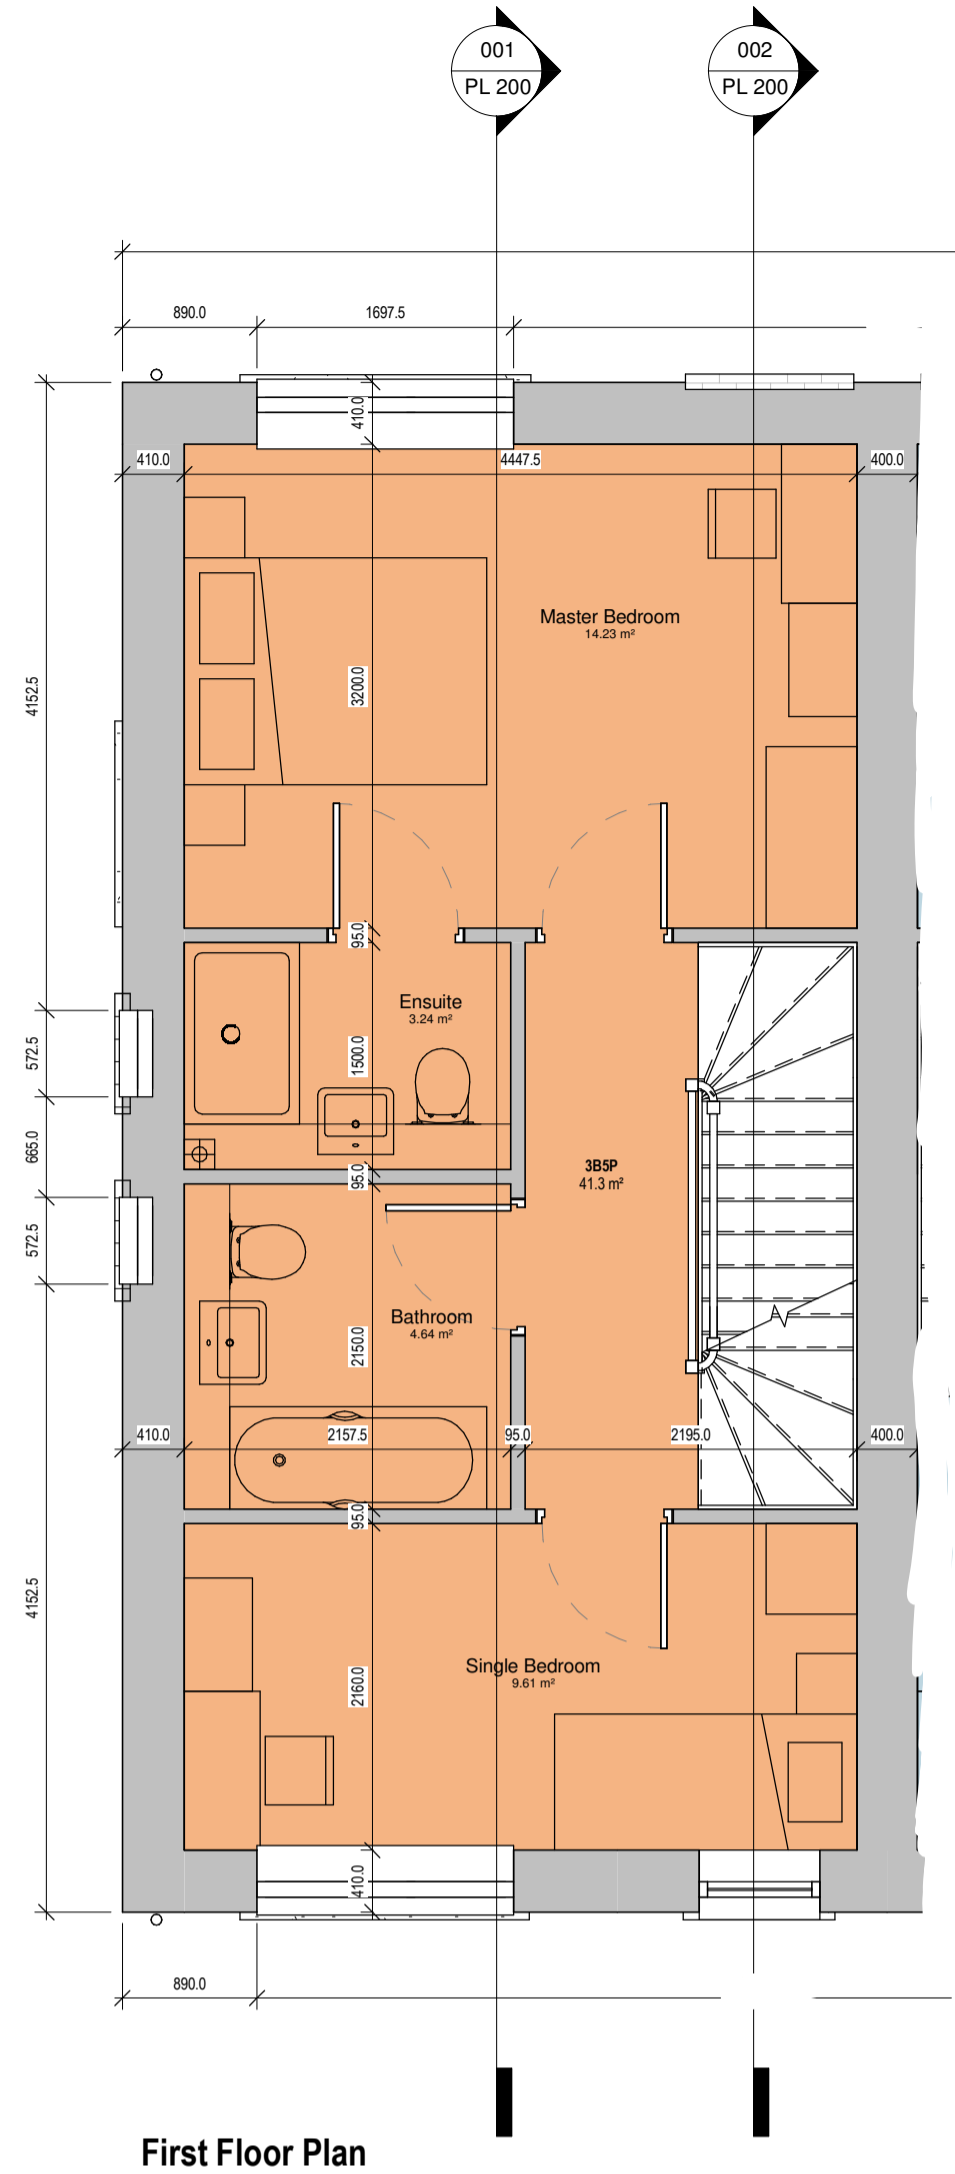 001
PL 200
002
PL 200
890.0
1697.5
410.0
410.0
4447.5
400.0
Master Bedroom
14.23 m²
3200.0
4152.5
95.0
Ensuite
3.24 m²
572.5
1500.0
665.0
95.0
3B5P
41.3 m²
572.5
Bathroom
4.64 m²
2150.0
410.0
2157.5
95.0
2195.0
400.0
95.0
4152.5
Single Bedroom
9.61 m²
2160.0
410.0
890.0
First Floor Plan